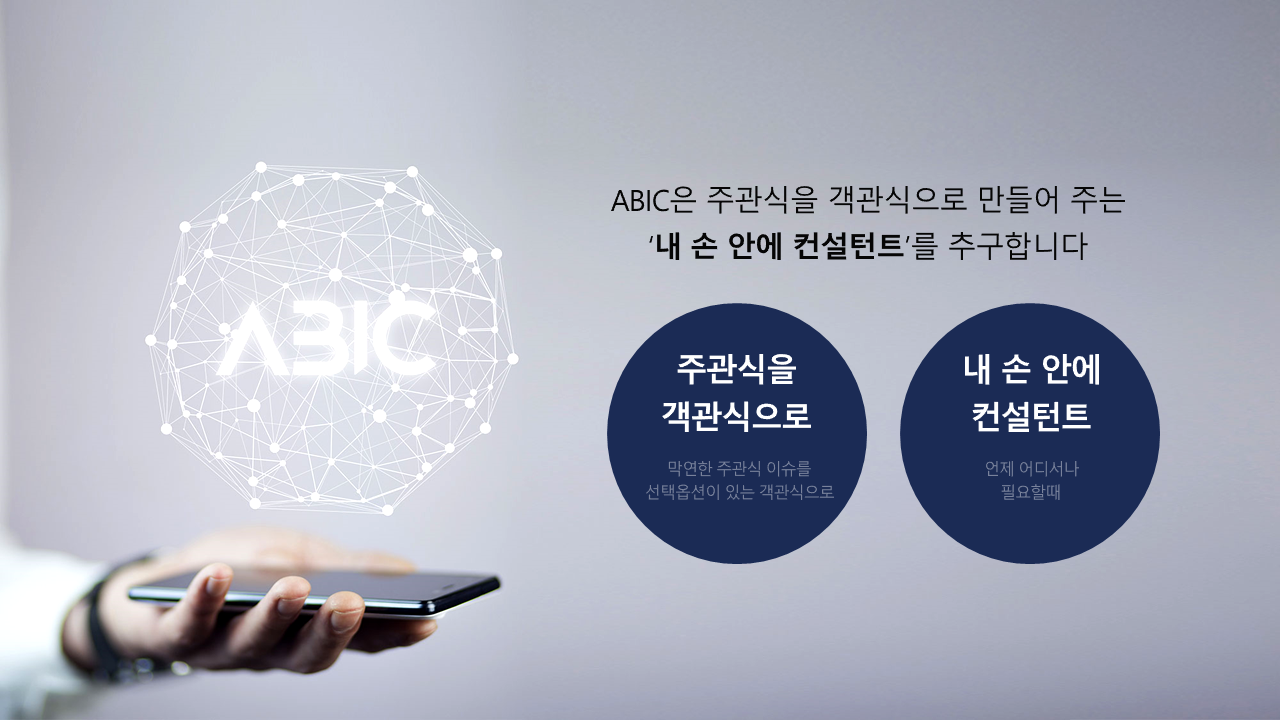 ABIC
ABIC은 주관식을 객관식으로 만들어 주는
'내 손 안에 컨설턴트'를 추구합니다
주관식을
객관식으로
막연한 주관식 이슈를
선택옵션이 있는 객관식으로
내 손 안에
컨설턴트
언제 어디서나
필요할때